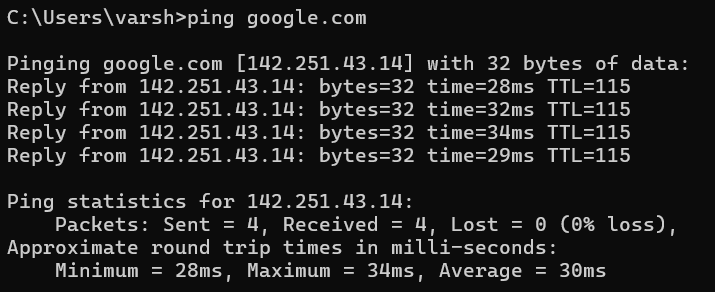 C:\Users\varsh>ping google.com
Pinging google.com [142.251.43.14] with 32 bytes of data:
Reply from 142.251.43.14: bytes=32 time=28ms TTL=115
Reply from 142.251.43.14: bytes=32 time=32ms TTL=115
Reply from 142.251.43.14: bytes=32 time=34ms TTL=115
Reply from 142.251.43.14: bytes=32 time=29ms TTL=115
Ping statistics for 142.251.43.14:
    Packets: Sent = 4, Received = 4, Lost = 0 (0% loss),
Approximate round trip times in milli-seconds:
    Minimum = 28ms, Maximum = 34ms, Average = 30ms